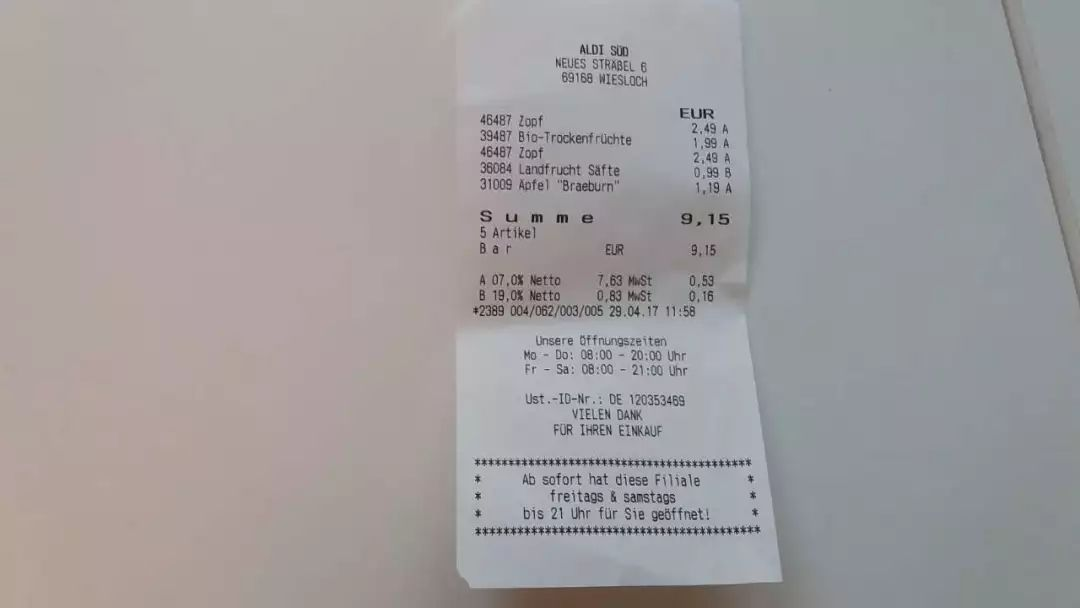 ALDI SÜD
NEUES STRÄßEL 6
69168 WIESLOCH
EUR
46487 Zopf 2,49 A
39487 Bio-Trockenfrüchte 1,99 A
46487 Zopf 2,49 A
36084 Landfrucht Säfte 0,99 B
31009 Äpfel "Braeburn" 1,19 A
Summe 9,15
5 Artikel
Bar EUR 9,15
A 07,0% Netto 7,63 MwSt 0,53
B 19,0% Netto 0,83 MwSt 0,16
*2389 004/062/003/005 29.04.17 11:58
Unsere Öffnungszeiten
Mo - Do: 08:00 - 20:00 Uhr
Fr - Sa: 08:00 - 21:00 Uhr
Ust.-ID-Nr.: DE 120353469
VIELEN DANK
FÜR IHREN EINKAUF
*****************************************
* Ab sofort hat diese Filiale *
* freitags & samstags *
* bis 21 Uhr für Sie geöffnet! *
*****************************************